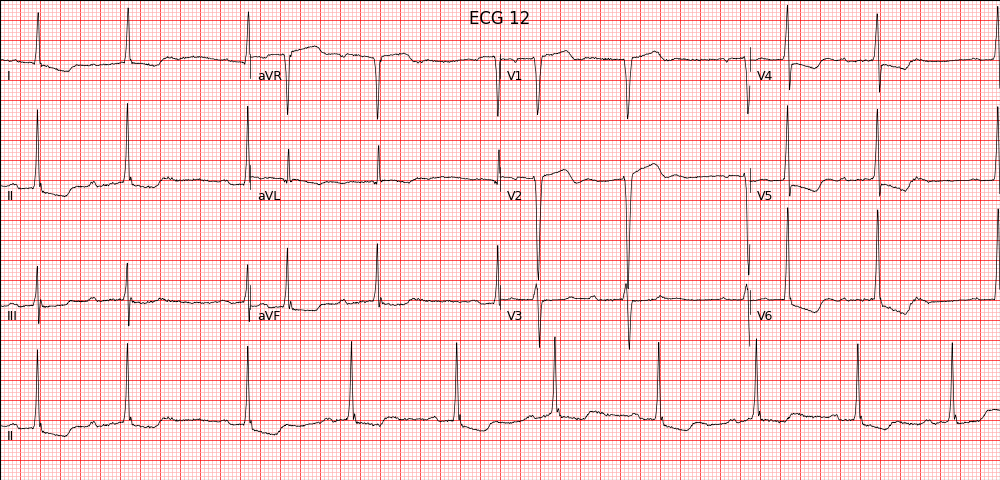 ECG 12
I aVR V1 V4
II aVL V2 V5
III aVF V3 V6
II